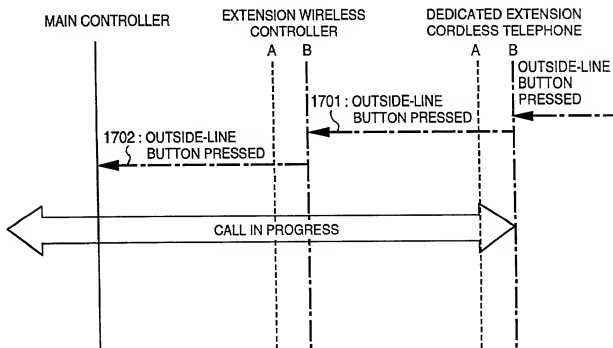 MAIN CONTROLLER
EXTENSION WIRELESS
CONTROLLER
A B
DEDICATED EXTENSION
CORDLESS TELEPHONE
A B
OUTSIDE-LINE
BUTTON
PRESSED
1701 : OUTSIDE-LINE
BUTTON PRESSED
1702 : OUTSIDE-LINE
BUTTON PRESSED
CALL IN PROGRESS